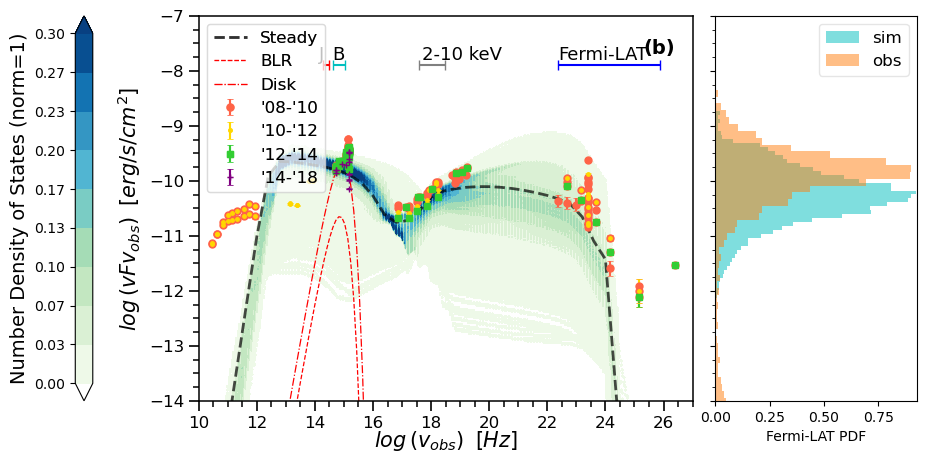 Number Density of States (norm=1)
0.30
0.27
0.23
0.20
0.17
0.13
0.10
0.07
0.03
0.00
log (νFν_obs) [erg/s/cm²]
−7
−8
−9
−10
−11
−12
−13
−14
Steady
BLR
Disk
'08-'10
'10-'12
'12-'14
'14-'18
J B
2-10 keV
Fermi-LAT
(b)
10 12 14 16 18 20 22 24 26
log (ν_obs) [Hz]
sim
obs
0.00 0.25 0.50 0.75
Fermi-LAT PDF